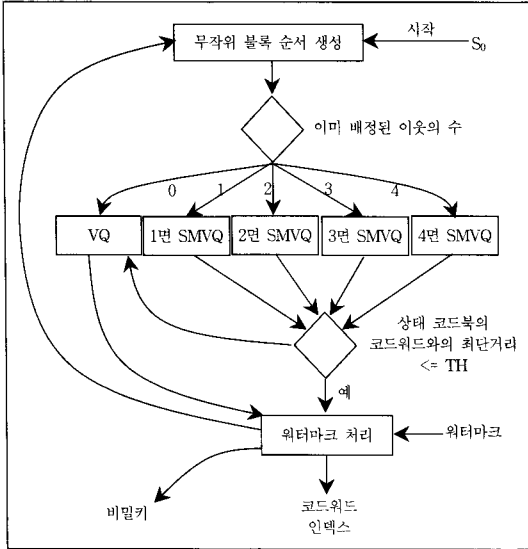 무작위 블록 순서 생성
시작
S₀
이미 배정된 이웃의 수
0 1 2 3 4
VQ
1면 SMVQ
2면 SMVQ
3면 SMVQ
4면 SMVQ
상태 코드북의
코드워드와의 최단거리
<= TH
예
워터마크 처리
워터마크
비밀키
코드워드
인덱스